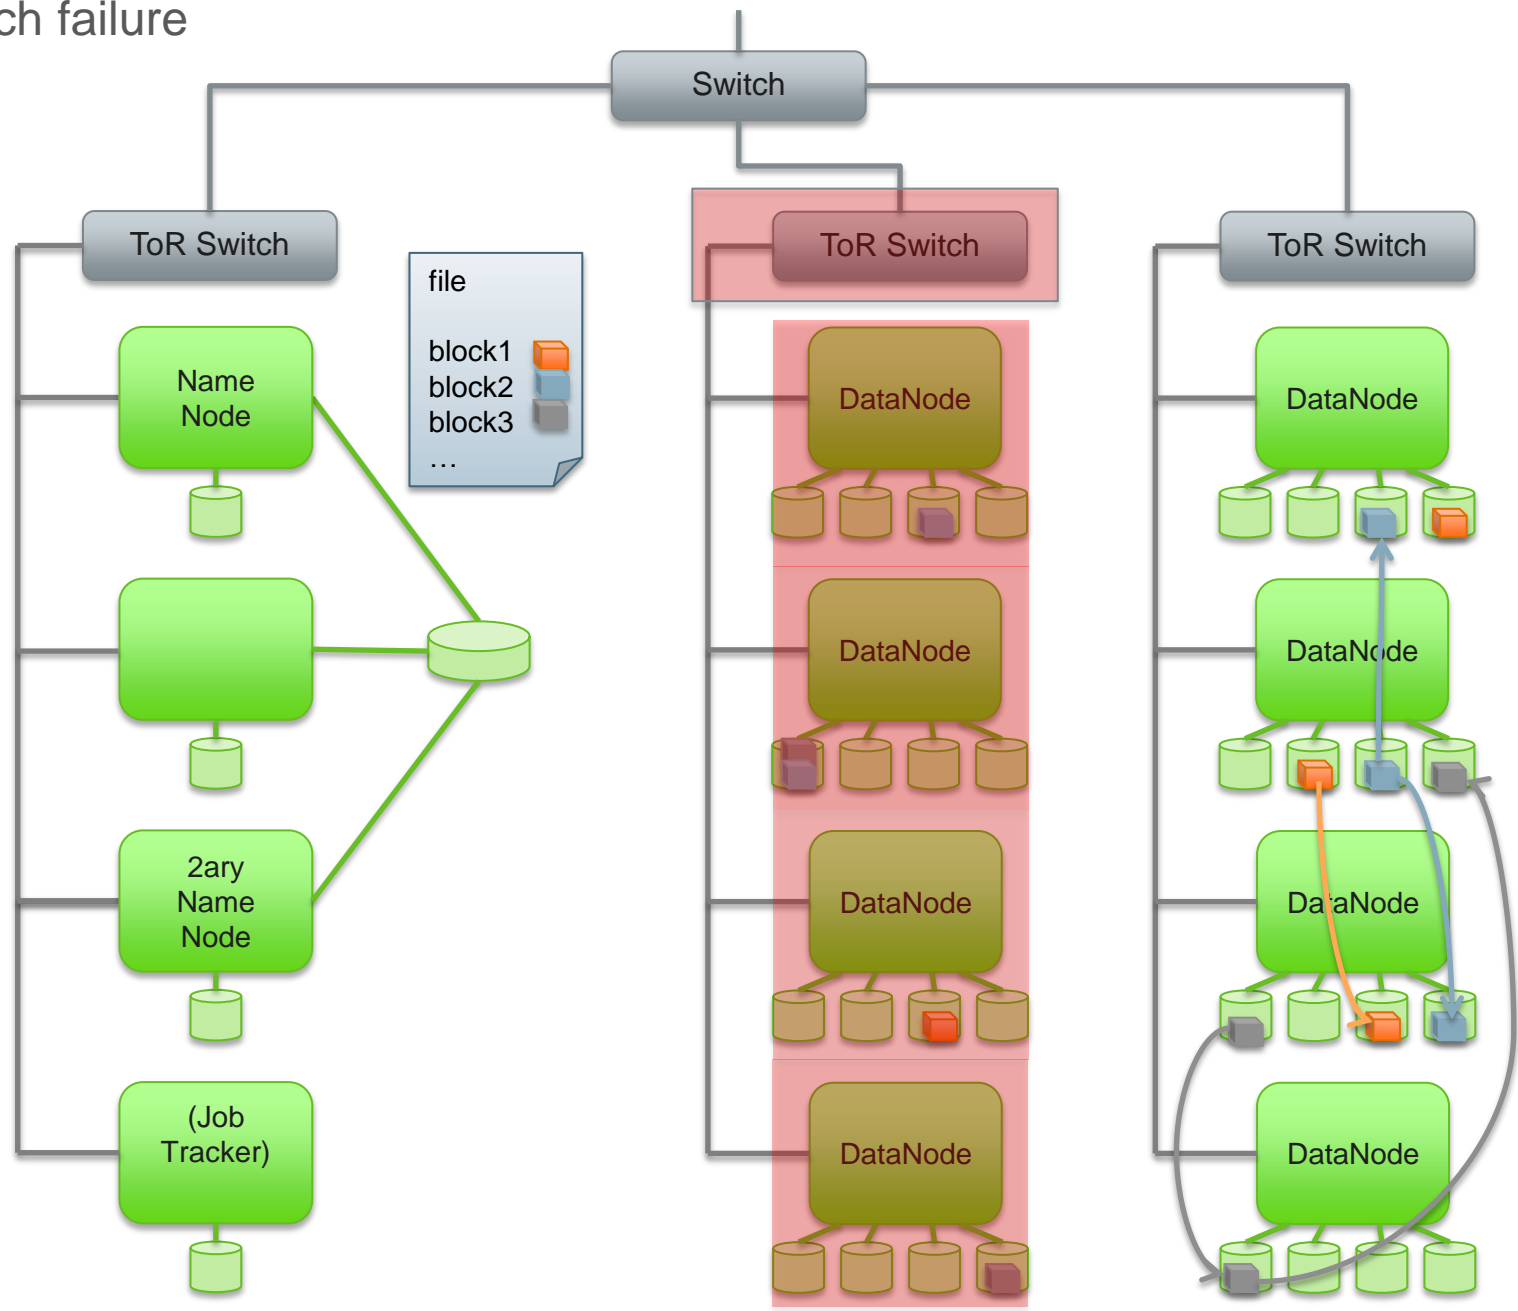 ch failure
Switch
ToR Switch
ToR Switch
ToR Switch
file
block1
block2
block3
…
Name
Node
2ary
Name
Node
(Job
Tracker)
DataNode
DataNode
DataNode
DataNode
DataNode
DataNode
DataNode
DataNode